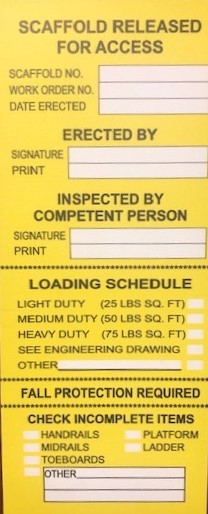 SCAFFOLD RELEASED
FOR ACCESS
SCAFFOLD NO.
WORK ORDER NO.
DATE ERECTED
ERECTED BY
SIGNATURE
PRINT
INSPECTED BY
COMPETENT PERSON
SIGNATURE
PRINT
LOADING SCHEDULE
LIGHT DUTY (25 LBS SQ. FT)
MEDIUM DUTY (50 LBS SQ. FT)
HEAVY DUTY (75 LBS SQ. FT)
SEE ENGINEERING DRAWING
OTHER
FALL PROTECTION REQUIRED
CHECK INCOMPLETE ITEMS
HANDRAILS PLATFORM
MIDRAILS LADDER
TOEBOARDS
OTHER